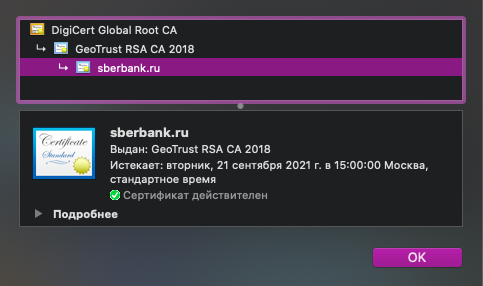 DigiCert Global Root CA
GeoTrust RSA CA 2018
sberbank.ru
Certificate
Standard
sberbank.ru
Выдан: GeoTrust RSA CA 2018
Истекает: вторник, 21 сентября 2021 г. в 15:00:00 Москва,
стандартное время
Сертификат действителен
Подробнее
OK